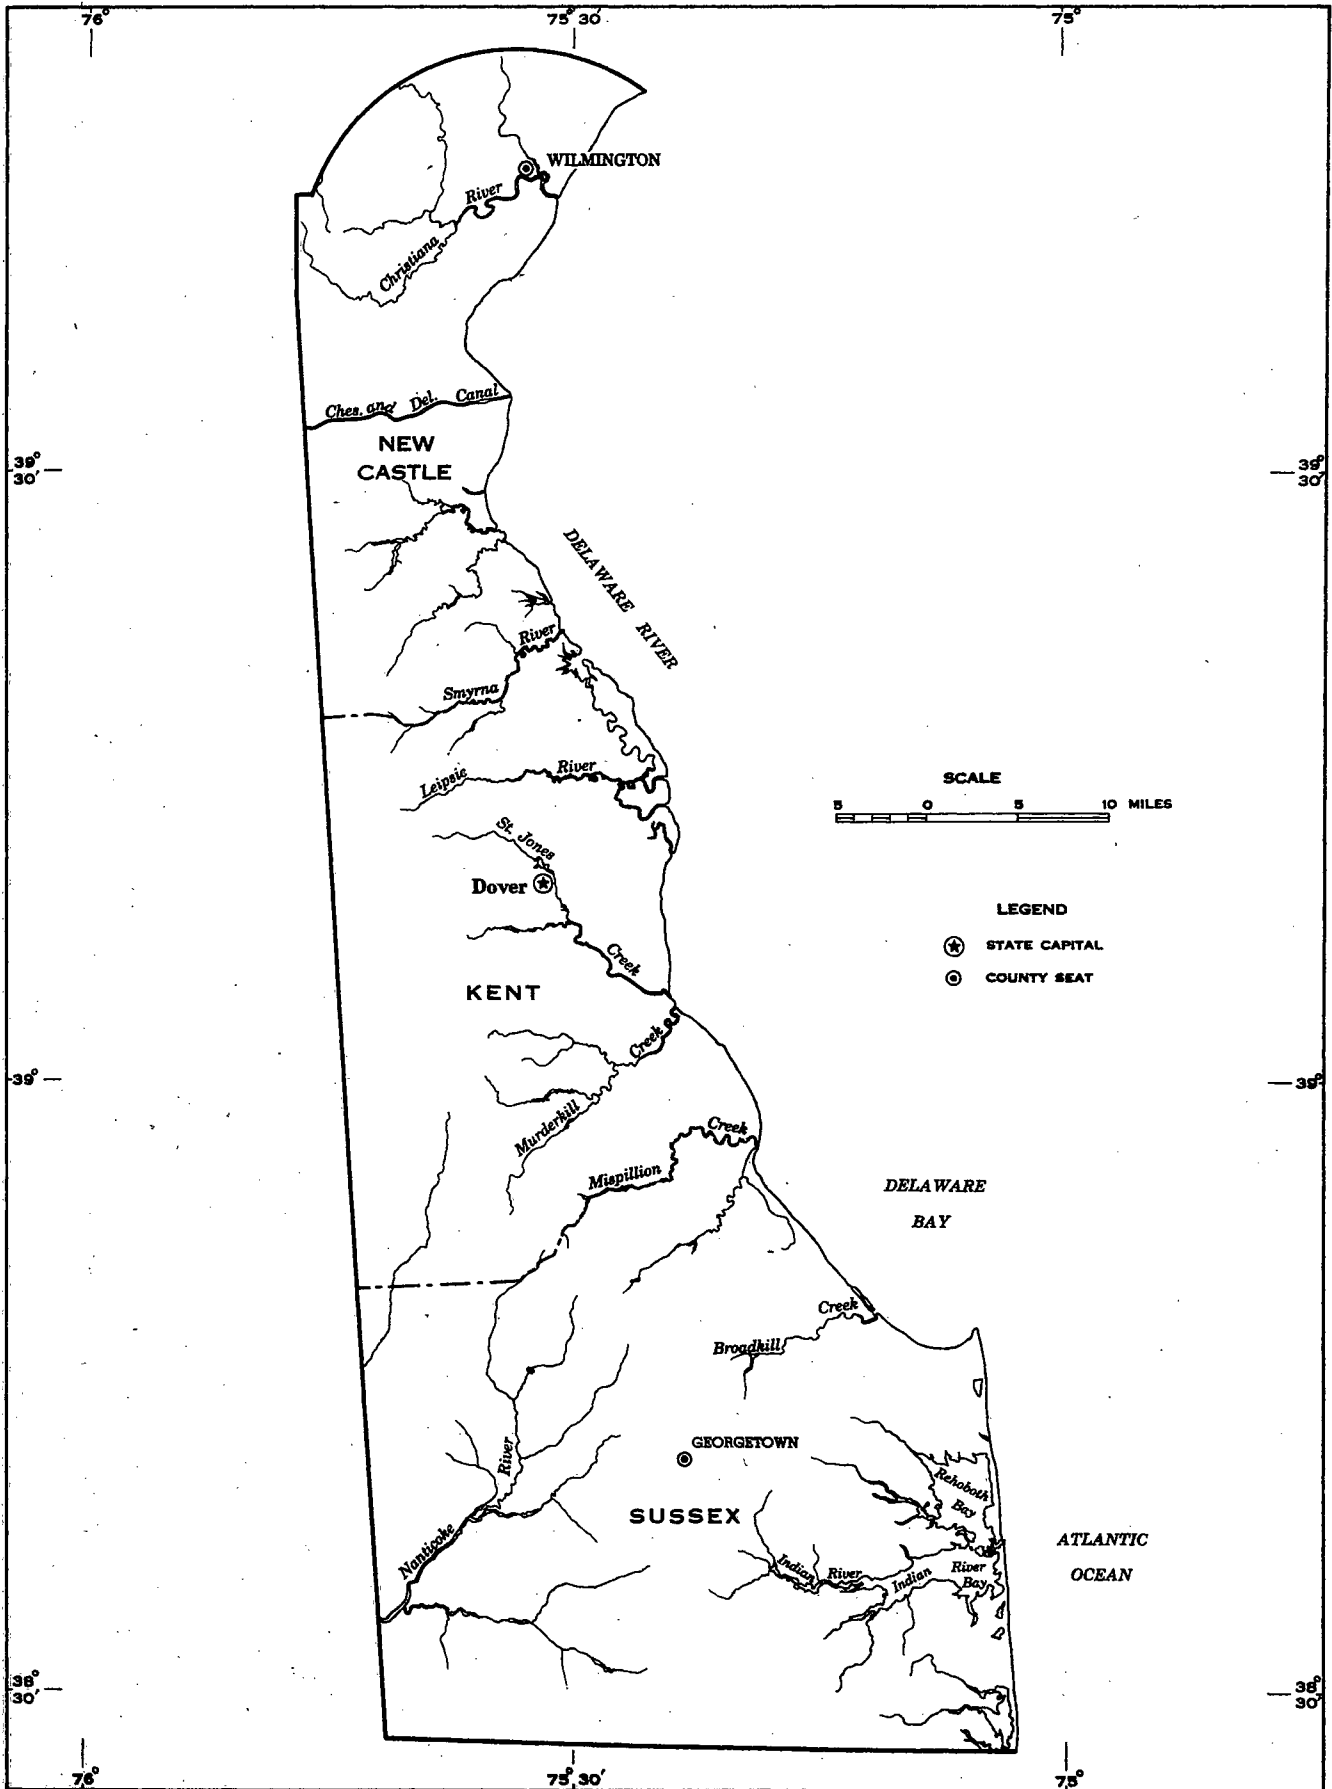 76°
75° 30'
75°
WILMINGTON
Christiana River
Ches. and Del. Canal
NEW
CASTLE
39°
30'
39°
30'
DELAWARE RIVER
Smyrna River
Leipsic River
SCALE
5 0 5 10 MILES
St. Jones
Dover
LEGEND
STATE CAPITAL
COUNTY SEAT
Creek
KENT
Murderkill Creek
39°
39°
Mispillion Creek
DELAWARE
BAY
Broadkill Creek
GEORGETOWN
Nanticoke River
SUSSEX
Rehoboth
Bay
Indian River
Indian River
Bay
ATLANTIC
OCEAN
38°
30'
38°
30'
76°
75° 30'
75°